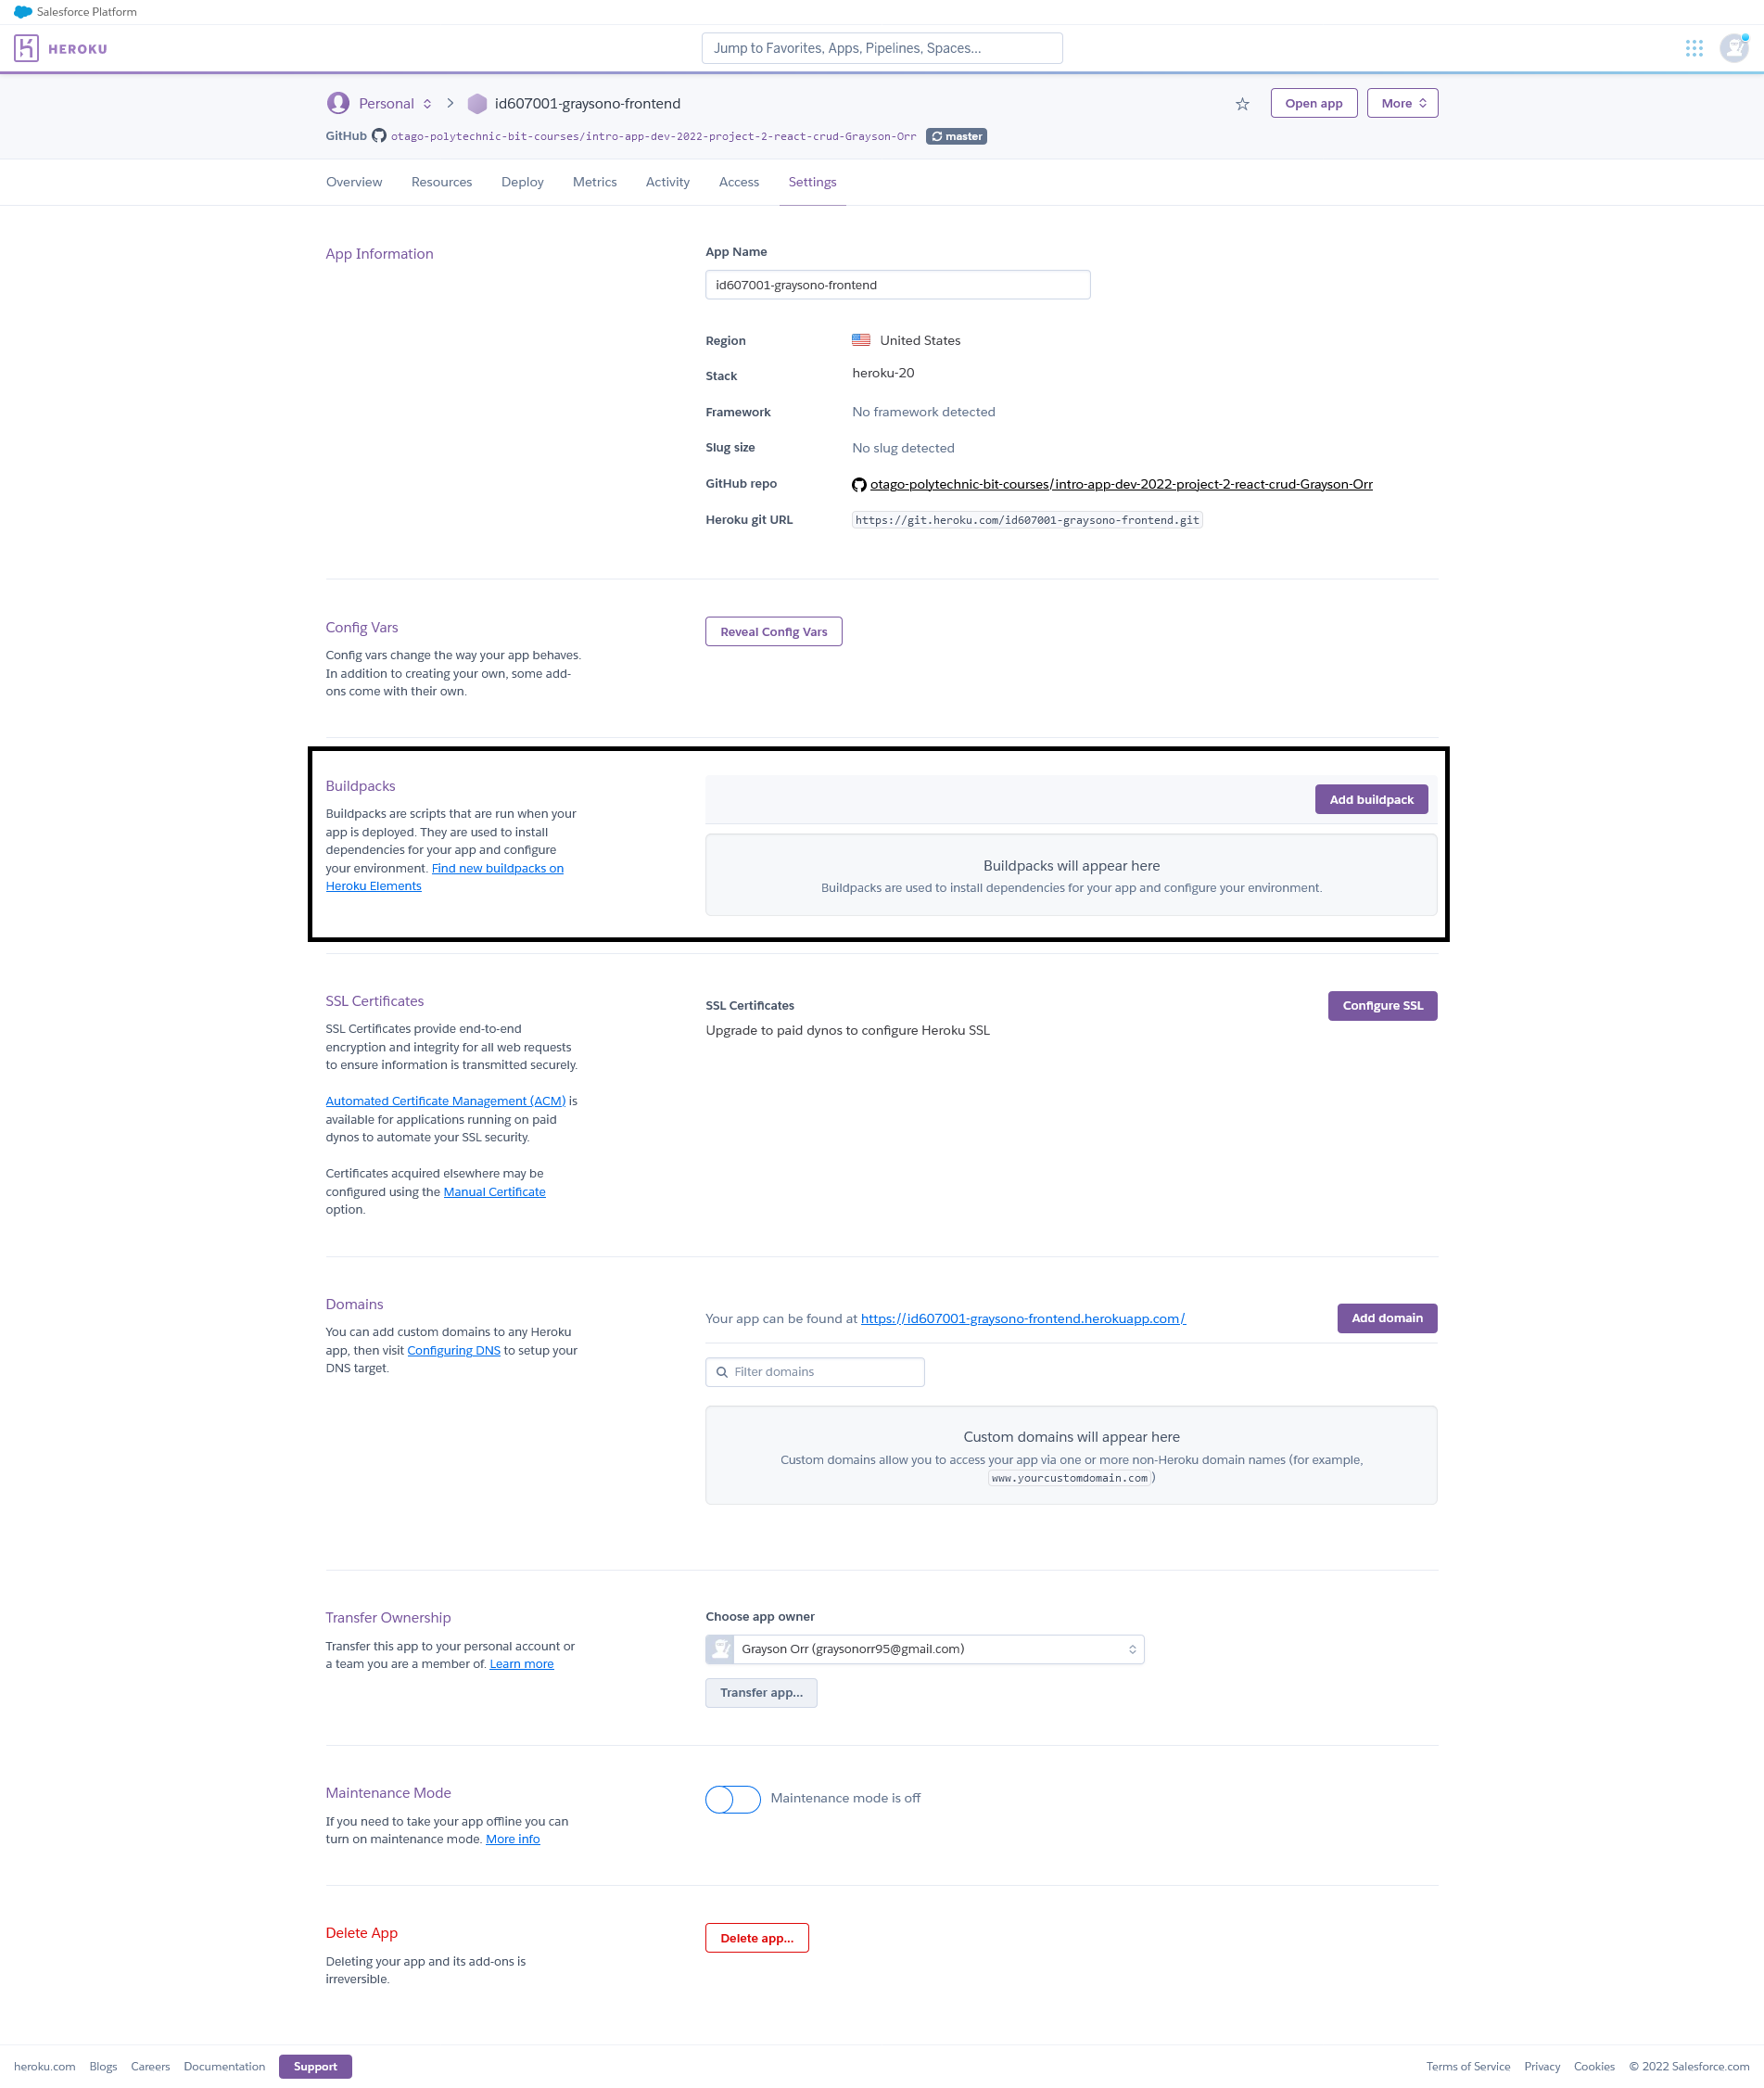 Salesforce Platform
HEROKU
Jump to Favorites, Apps, Pipelines, Spaces...
Personal
id607001-graysono-frontend
Open app
More
GitHub otago-polytechnic-bit-courses/intro-app-dev-2022-project-2-react-crud-Grayson-Orr master
Overview Resources Deploy Metrics Activity Access Settings
App Information
App Name
id607001-graysono-frontend
Region United States
Stack heroku-20
Framework No framework detected
Slug size No slug detected
GitHub repo otago-polytechnic-bit-courses/intro-app-dev-2022-project-2-react-crud-Grayson-Orr
Heroku git URL https://git.heroku.com/id607001-graysono-frontend.git
Config Vars
Config vars change the way your app behaves.
In addition to creating your own, some add-
ons come with their own.
Reveal Config Vars
Buildpacks
Buildpacks are scripts that are run when your
app is deployed. They are used to install
dependencies for your app and configure
your environment. Find new buildpacks on
Heroku Elements
Add buildpack
Buildpacks will appear here
Buildpacks are used to install dependencies for your app and configure your environment.
SSL Certificates
SSL Certificates provide end-to-end
encryption and integrity for all web requests
to ensure information is transmitted securely.
Automated Certificate Management (ACM) is
available for applications running on paid
dynos to automate your SSL security.
Certificates acquired elsewhere may be
configured using the Manual Certificate
option.
SSL Certificates
Upgrade to paid dynos to configure Heroku SSL
Configure SSL
Domains
You can add custom domains to any Heroku
app, then visit Configuring DNS to setup your
DNS target.
Your app can be found at https://id607001-graysono-frontend.herokuapp.com/
Add domain
Filter domains
Custom domains will appear here
Custom domains allow you to access your app via one or more non-Heroku domain names (for example,
www.yourcustomdomain.com)
Transfer Ownership
Transfer this app to your personal account or
a team you are a member of. Learn more
Choose app owner
Grayson Orr (graysonorr95@gmail.com)
Transfer app...
Maintenance Mode
If you need to take your app offline you can
turn on maintenance mode. More info
Maintenance mode is off
Delete App
Deleting your app and its add-ons is
irreversible.
Delete app...
heroku.com Blogs Careers Documentation Support
Terms of Service Privacy Cookies © 2022 Salesforce.com